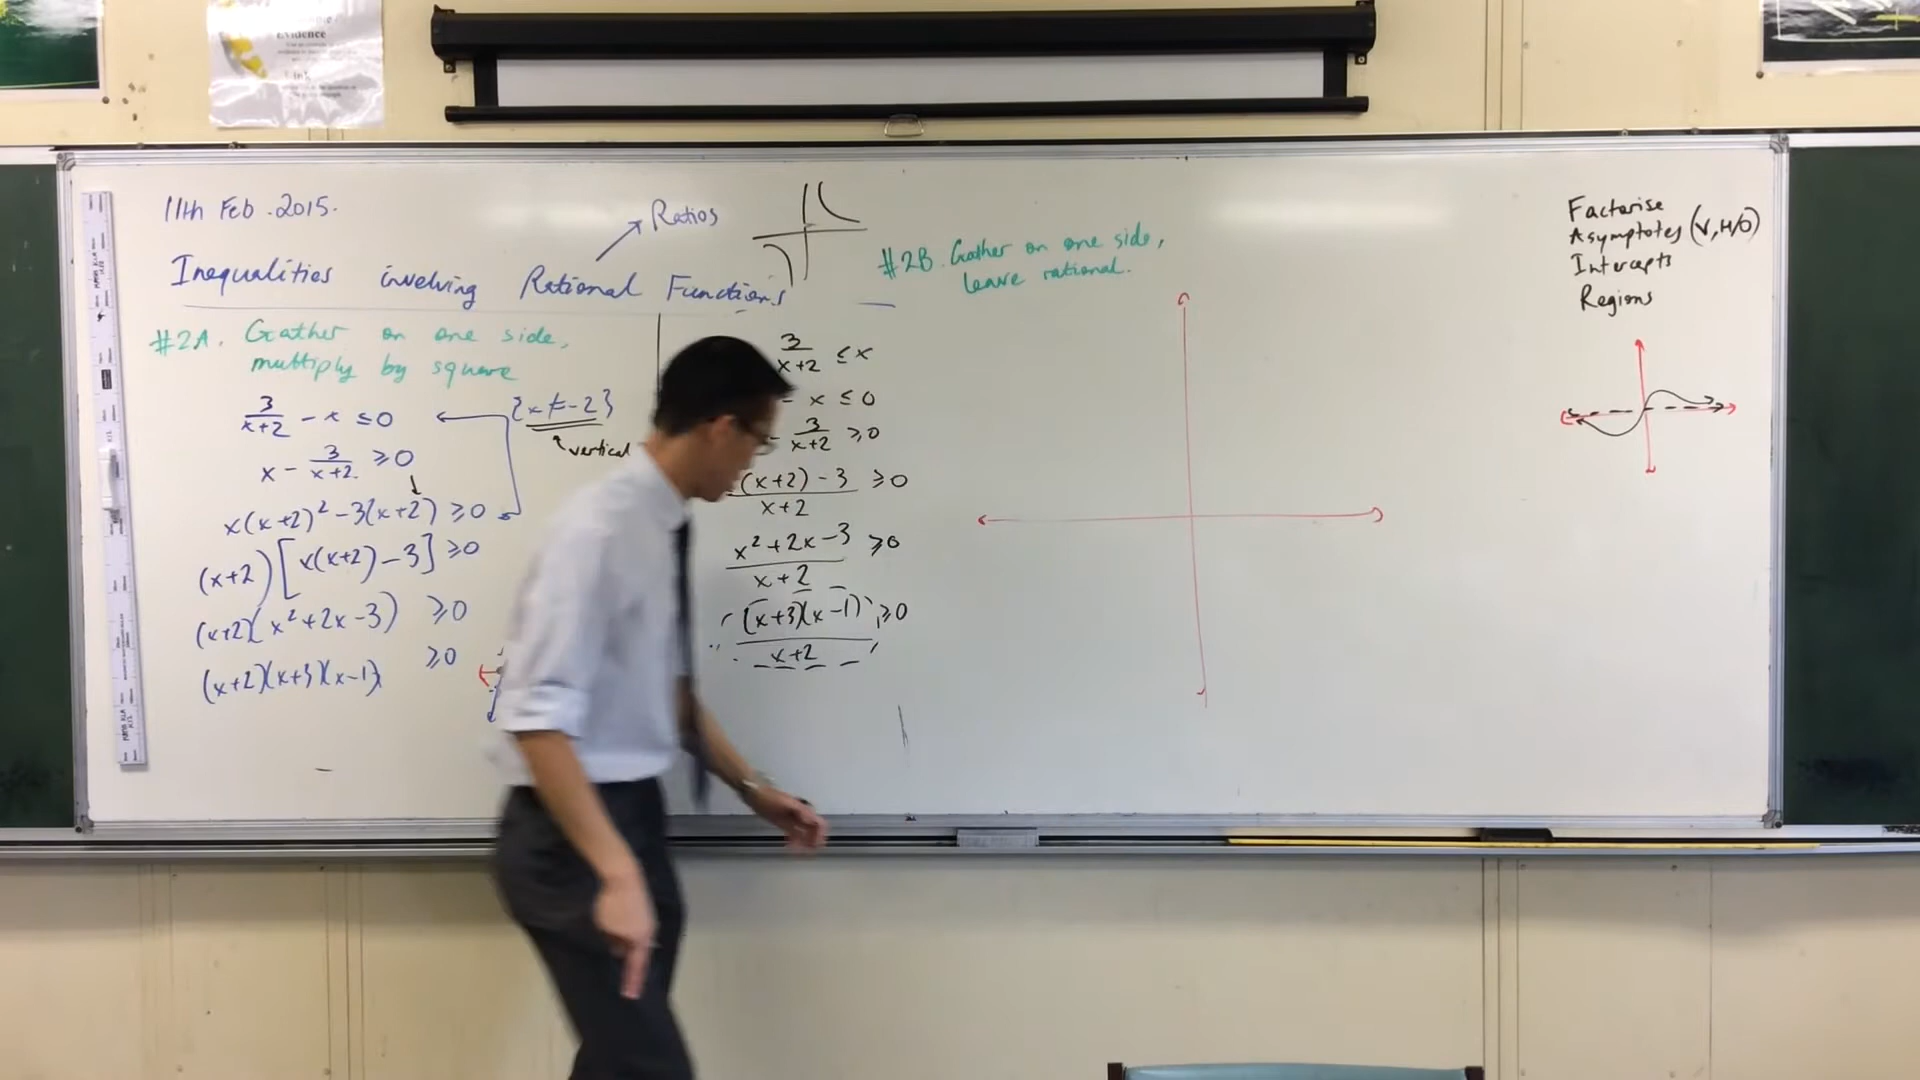 Evidence
11th Feb. 2015.
Ratios
Inequalities involving Rational Functions
#2A. Gather on one side,
multiply by square
3/(x+2) - x ≤ 0
{x ≠ -2}
vertical
x - 3/(x+2) ≥ 0
x(x+2)² - 3(x+2) ≥ 0
(x+2)[x(x+2) - 3] ≥ 0
(x+2)(x² + 2x - 3) ≥ 0
(x+2)(x+3)(x-1) ≥ 0
#2B. Gather on one side,
leave rational.
3/(x+2) ≤ x
- x ≤ 0
- 3/(x+2) ≥ 0
(x+2) - 3 ≥ 0
x+2
x² + 2x - 3 ≥ 0
x+2
(x+3)(x-1) ≥ 0
x+2
Factorise
Asymptotes (V, H/O)
Intercepts
Regions